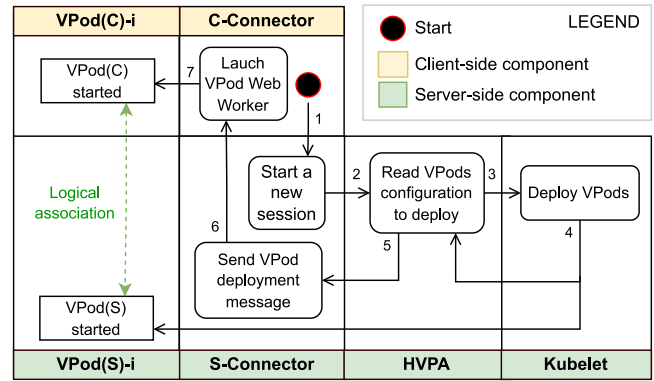 VPod(C)-i
C-Connector
LEGEND
Start
Client-side component
Server-side component
VPod(C)
started
7
Lauch
VPod Web
Worker
1
Logical
association
Start a
new
session
2
Read VPods
configuration
to deploy
3
Deploy VPods
4
5
6
Send VPod
deployment
message
VPod(S)
started
VPod(S)-i
S-Connector
HVPA
Kubelet